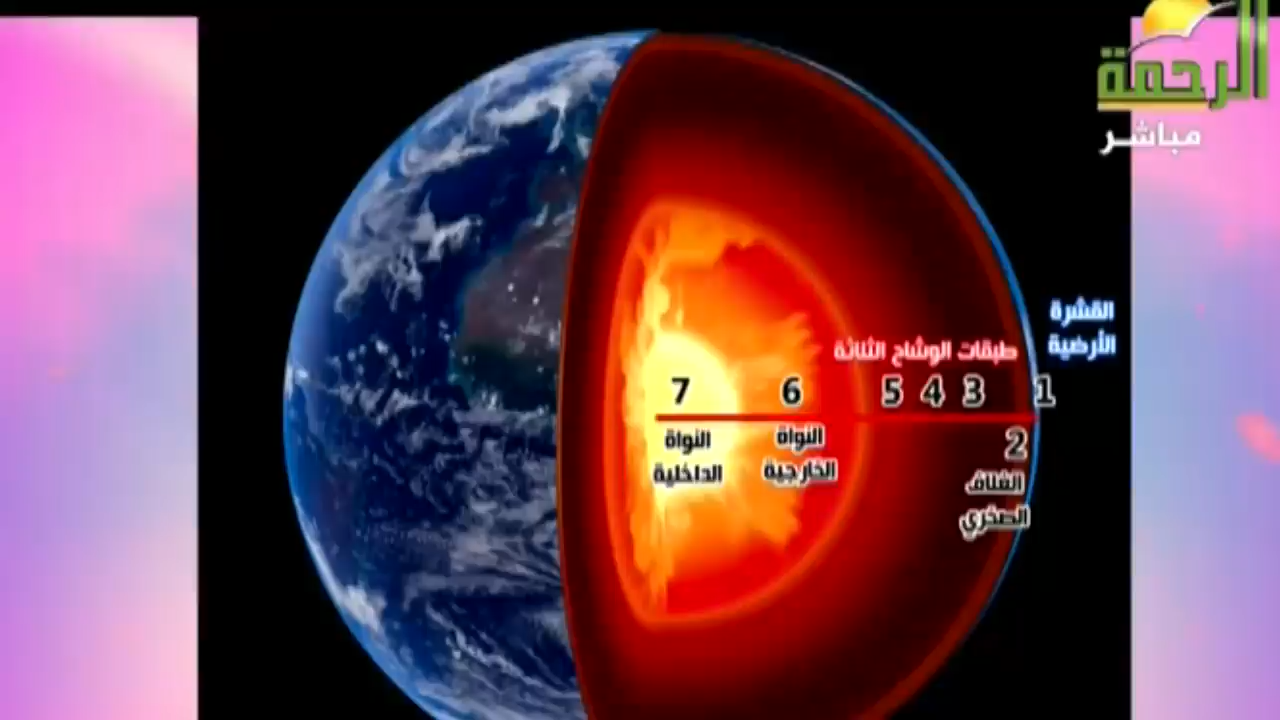 الرحمة
مباشر
القشرة
الأرضية
طبقات الوشاح الثلاثة
1
3
4
5
6
7
2
الغلاف
الصخري
النواة
الخارجية
النواة
الداخلية